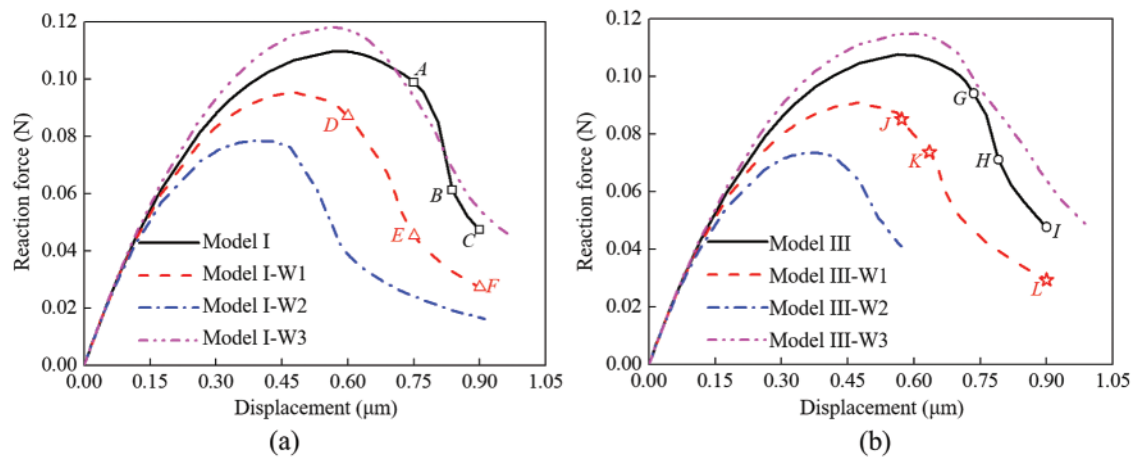 (a)
0.12
0.10
0.08
0.06
0.04
0.02
0.00
Reaction force (N)
A
B
C
D
E
F
Model I
Model I-W1
Model I-W2
Model I-W3
0.00 0.15 0.30 0.45 0.60 0.75 0.90 1.05
Displacement (μm)
(a)
(b)
0.12
0.10
0.08
0.06
0.04
0.02
0.00
Reaction force (N)
G
H
I
J
K
L
Model III
Model III-W1
Model III-W2
Model III-W3
0.00 0.15 0.30 0.45 0.60 0.75 0.90 1.05
Displacement (μm)
(b)